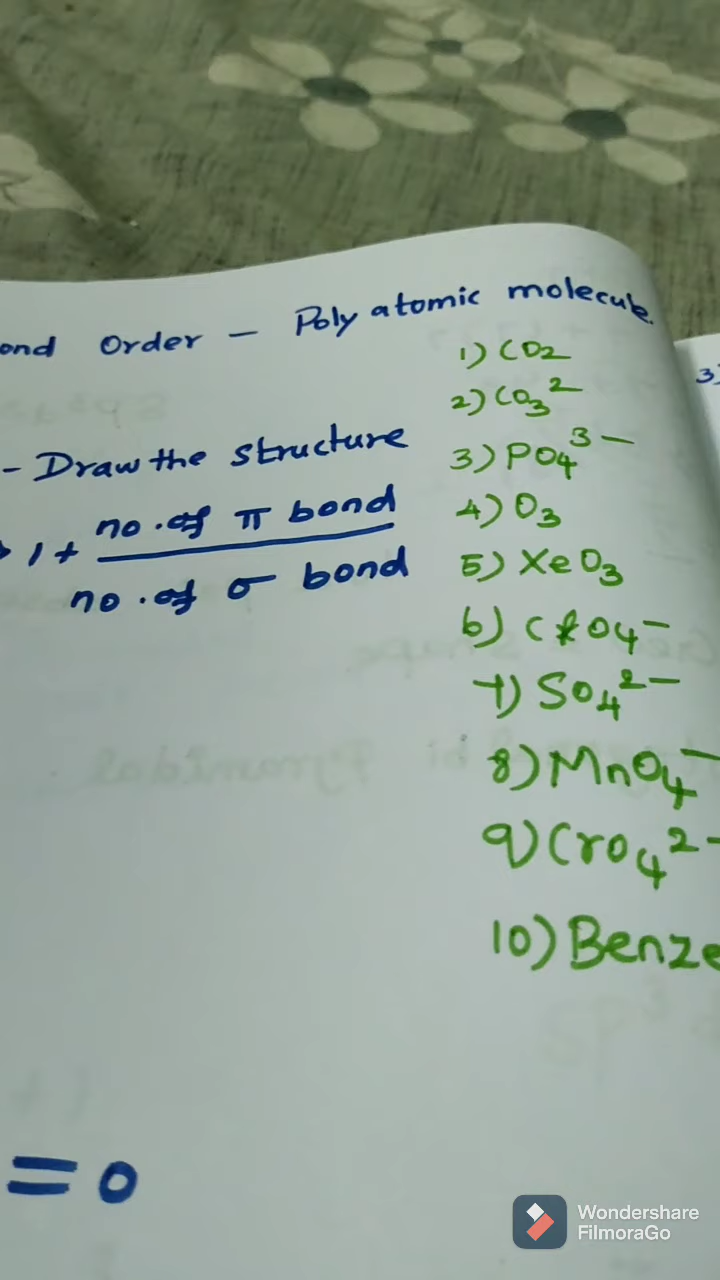 ond Order - Poly atomic molecule.
- Draw the structure
1 + no. of π bond
no. of σ bond
1) CO2
2) CO3 2
3) PO4 3-
4) O3
5) XeO3
6) ClO4 -
7) SO4 2-
8) MnO4 -
9) CrO4 2-
10) Benze
3)
= 0
Wondershare
FilmoraGo